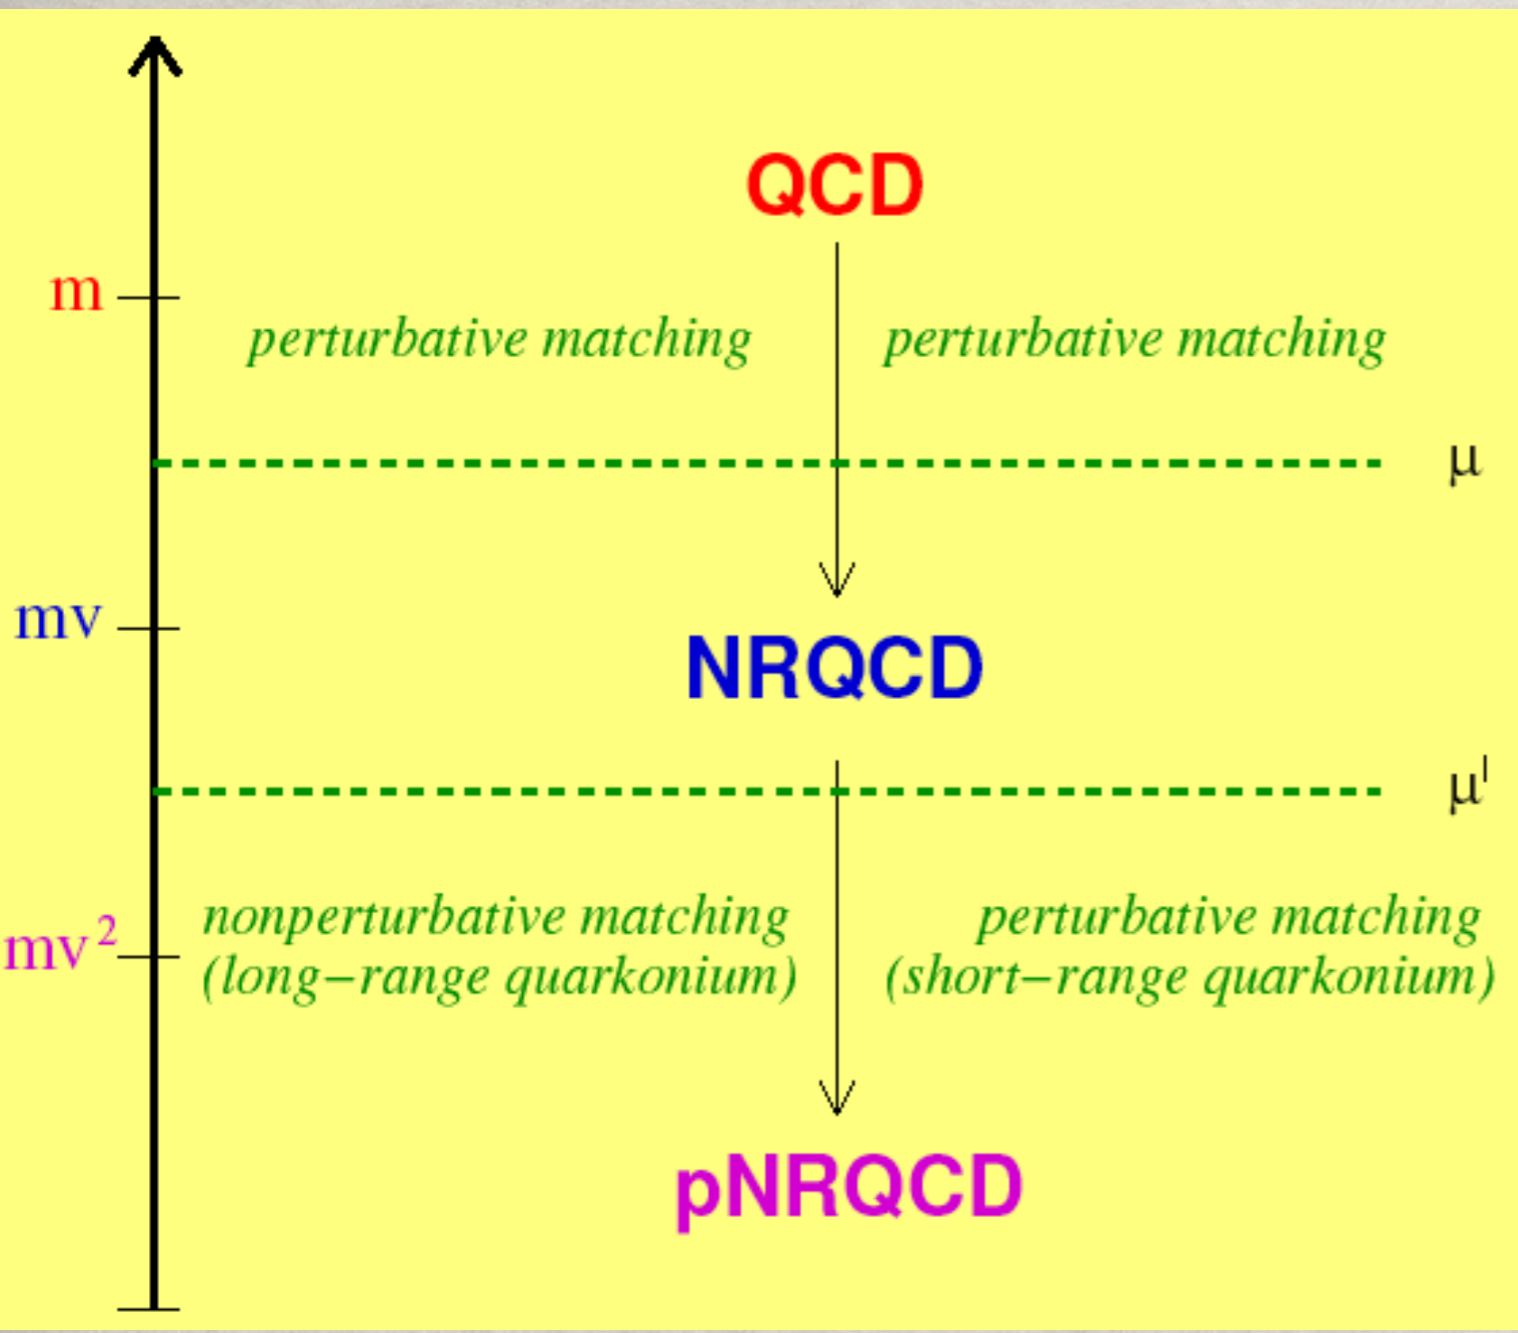 QCD
m
perturbative matching perturbative matching
μ
mv
NRQCD
μ'
nonperturbative matching perturbative matching
mv²
(long–range quarkonium) (short–range quarkonium)
pNRQCD